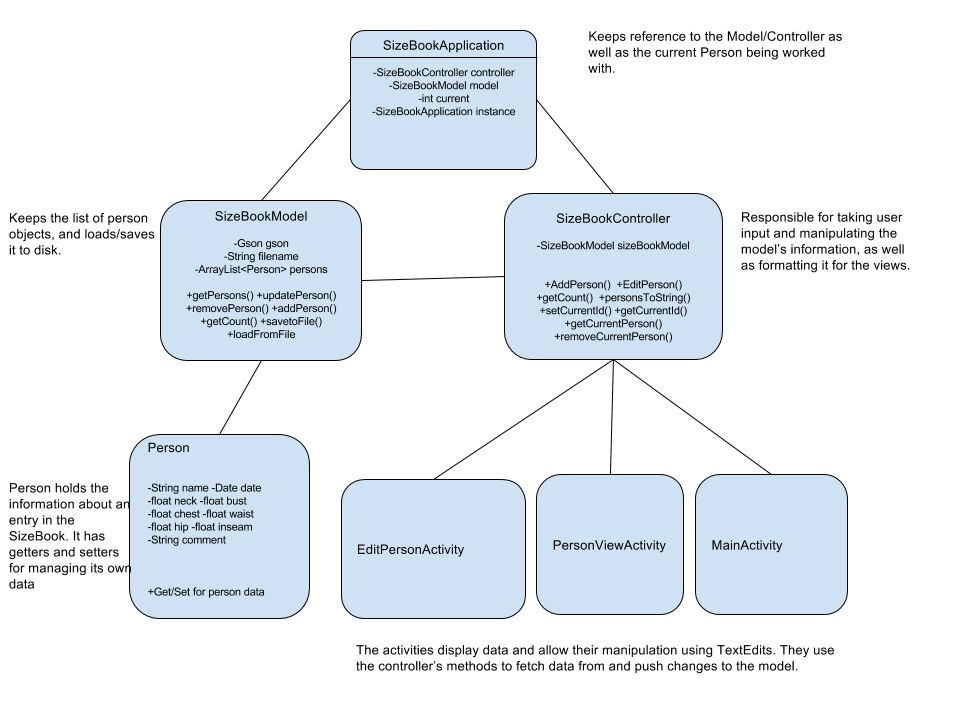 SizeBookApplication
-SizeBookController controller
-SizeBookModel model
-int current
-SizeBookApplication instance
Keeps reference to the Model/Controller as
well as the current Person being worked
with.
Keeps the list of person
objects, and loads/saves
it to disk.
SizeBookModel
-Gson gson
-String filename
-ArrayList<Person> persons
+getPersons() +updatePerson()
+removePerson() +addPerson()
+getCount() +savetoFile()
+loadFromFile
SizeBookController
-SizeBookModel sizeBookModel
+AddPerson() +EditPerson()
+getCount() +personsToString()
+setCurrentId() +getCurrentId()
+getCurrentPerson()
+removeCurrentPerson()
Responsible for taking user
input and manipulating the
model's information, as well
as formatting it for the views.
Person holds the
information about an
entry in the
SizeBook. It has
getters and setters
for managing its own
data
Person
-String name -Date date
-float neck -float bust
-float chest -float waist
-float hip -float inseam
-String comment
+Get/Set for person data
EditPersonActivity
PersonViewActivity
MainActivity
The activities display data and allow their manipulation using TextEdits. They use
the controller's methods to fetch data from and push changes to the model.